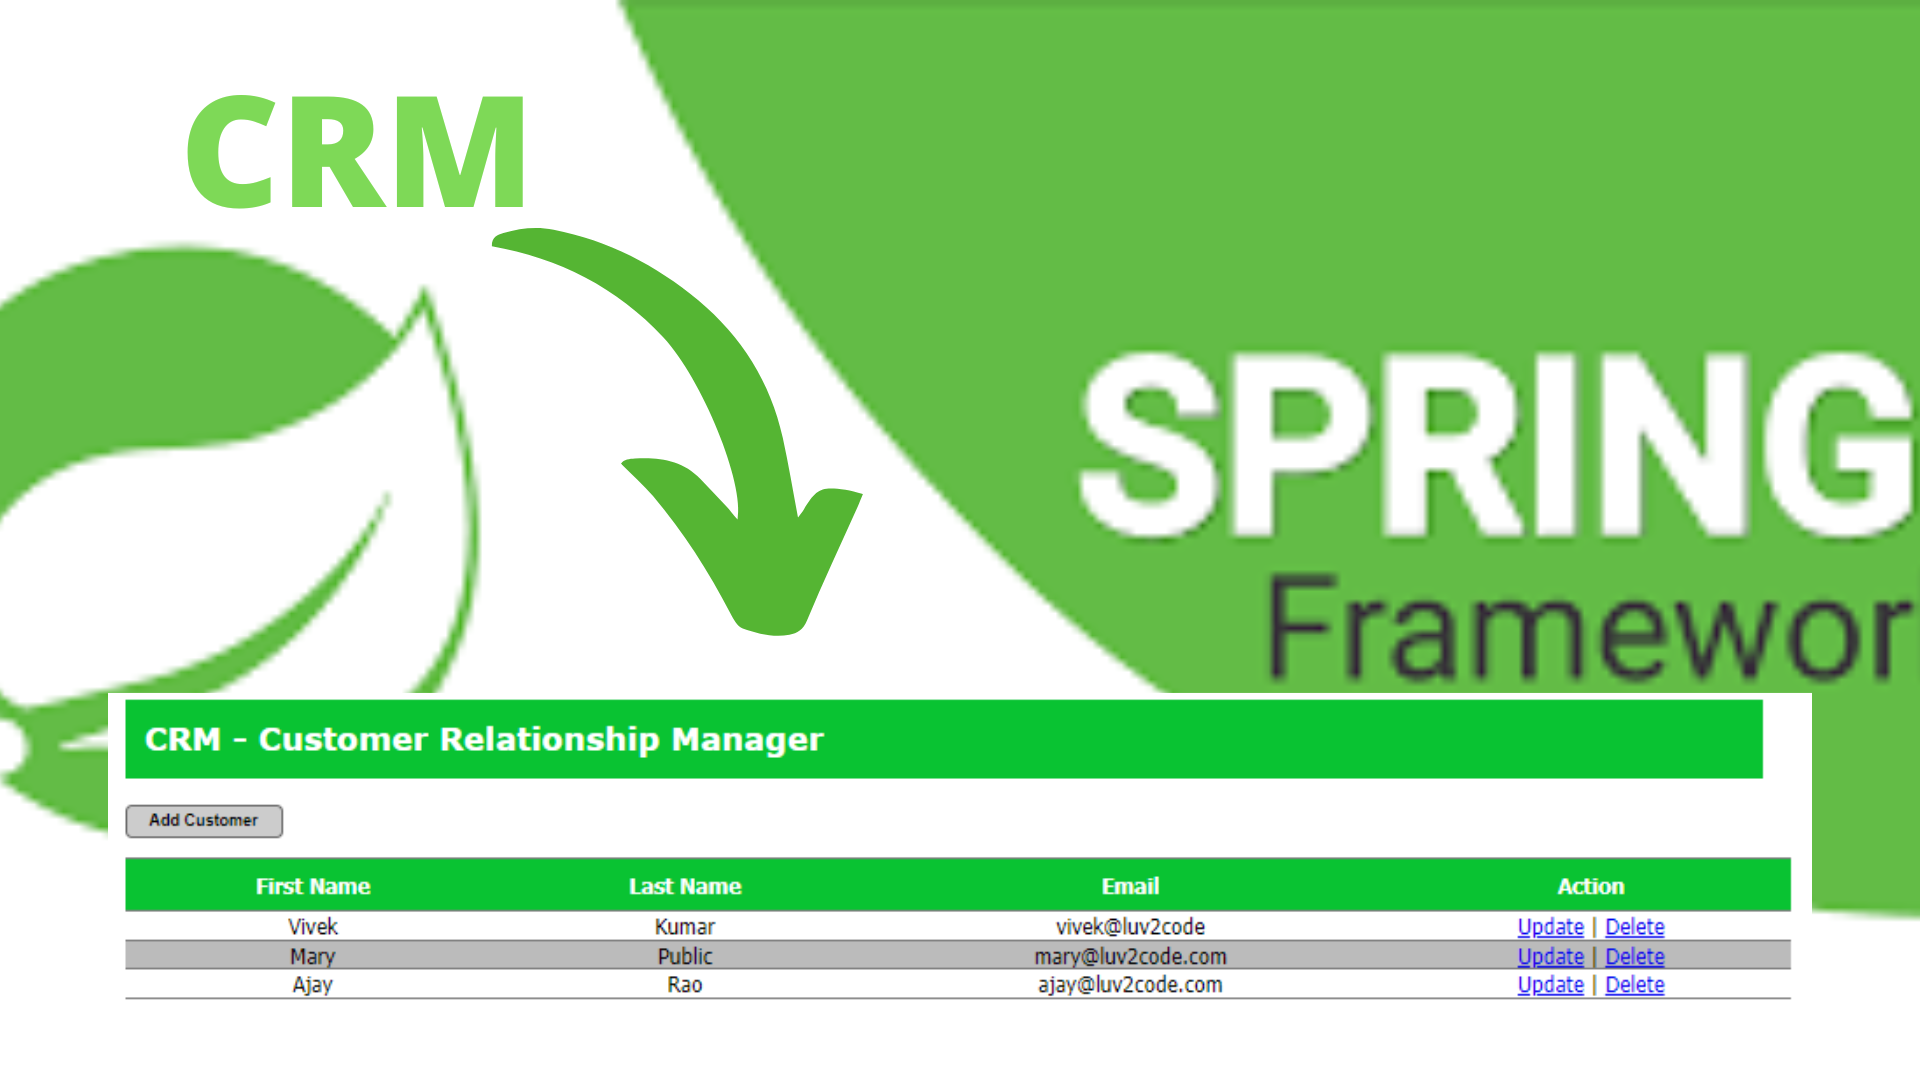 CRM
SPRING
Framewor
CRM - Customer Relationship Manager
Add Customer
First Name Last Name Email Action
Vivek Kumar vivek@luv2code Update | Delete
Mary Public mary@luv2code.com Update | Delete
Ajay Rao ajay@luv2code.com Update | Delete